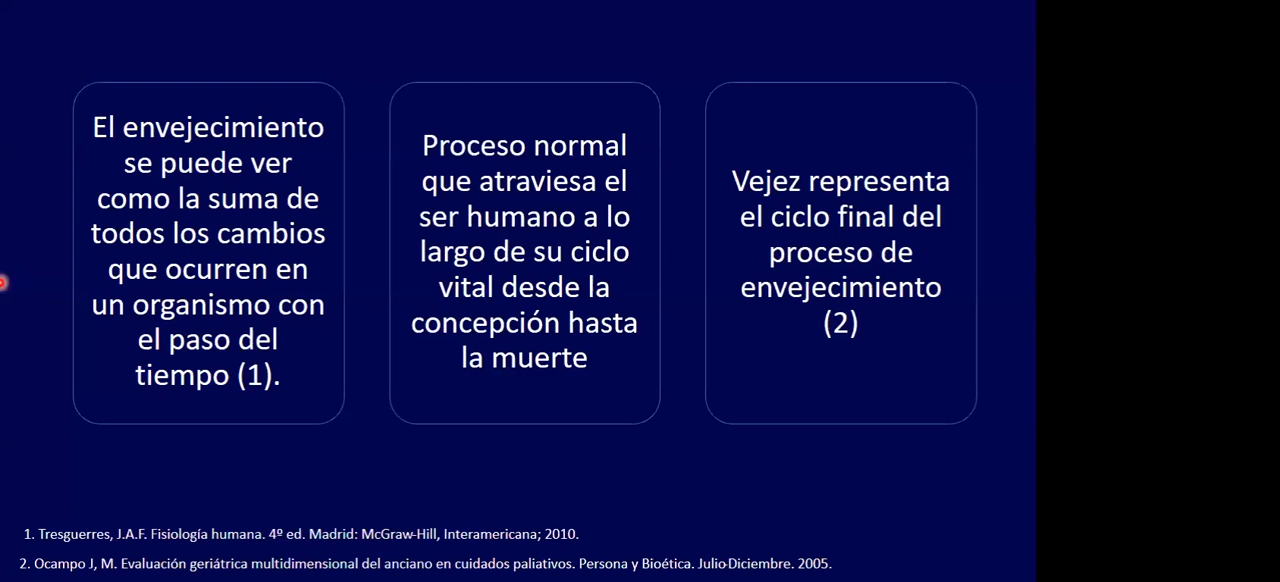 El envejecimiento
se puede ver
como la suma de
todos los cambios
que ocurren en
un organismo con
el paso del
tiempo (1).
Proceso normal
que atraviesa el
ser humano a lo
largo de su ciclo
vital desde la
concepción hasta
la muerte
Vejez representa
el ciclo final del
proceso de
envejecimiento
(2)
1. Tresguerres, J.A.F. Fisiología humana. 4º ed. Madrid: McGraw-Hill, Interamericana; 2010.
2. Ocampo J, M. Evaluación geriátrica multidimensional del anciano en cuidados paliativos. Persona y Bioética. Julio-Diciembre. 2005.